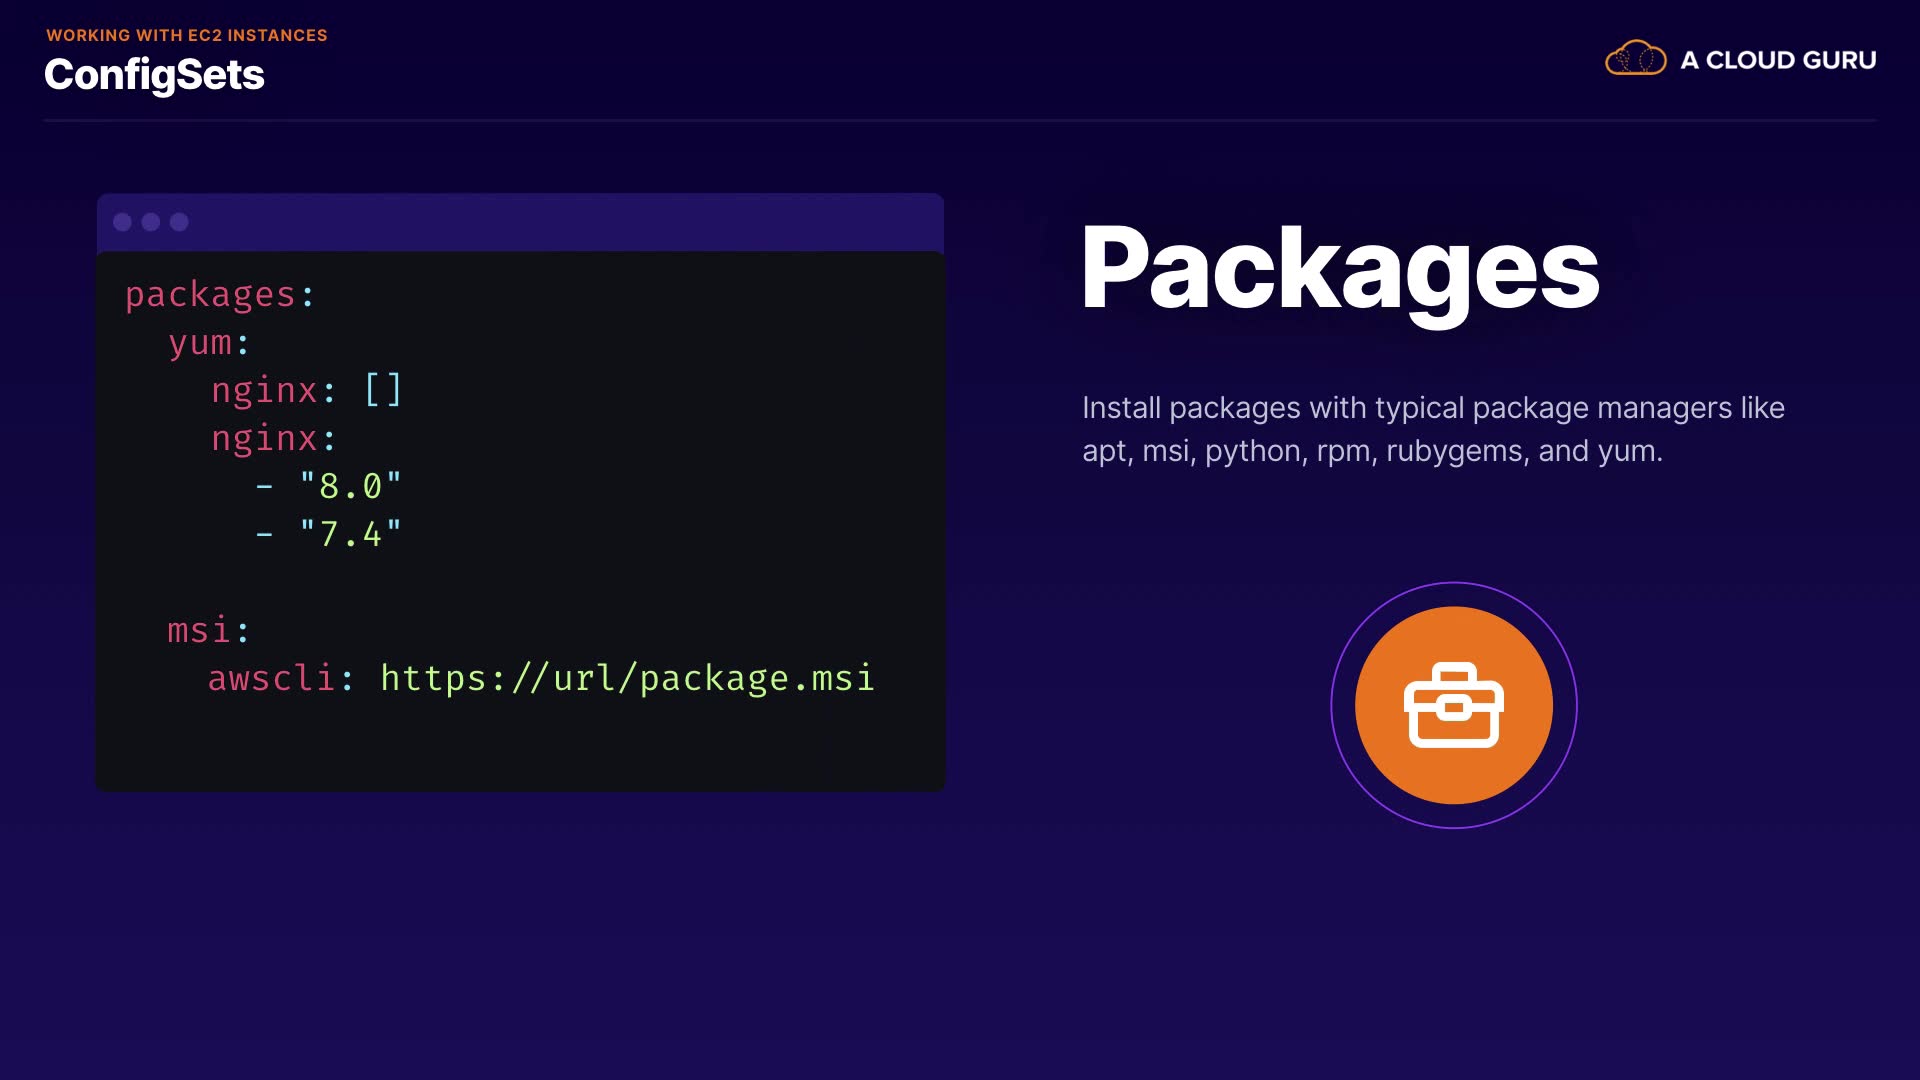 WORKING WITH EC2 INSTANCES
ConfigSets
A CLOUD GURU
packages:
  yum:
    nginx: []
    nginx:
      - "8.0"
      - "7.4"
  msi:
    awscli: https://url/package.msi
Packages
Install packages with typical package managers like
apt, msi, python, rpm, rubygems, and yum.